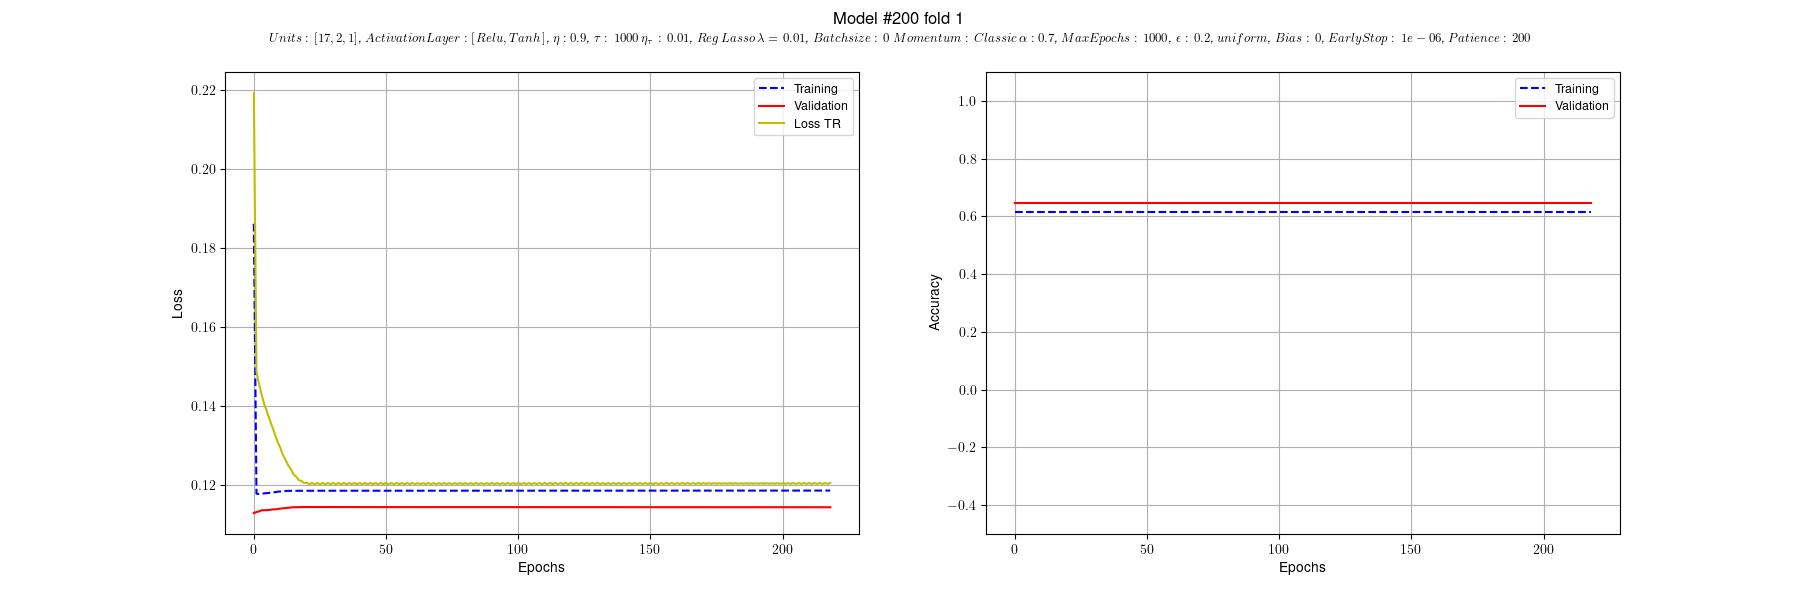 Model #200 fold 1
Units : [17, 2, 1], ActivationLayer : [Relu, Tanh], η : 0.9, τ : 1000 ητ : 0.01, Reg Lasso λ = 0.01, Batchsize : 0 Momentum : Classic α : 0.7, MaxEpochs : 1000, ϵ : 0.2, uniform, Bias : 0, EarlyStop : 1e − 06, Patience : 200
0.22
0.20
0.18
0.16
0.14
0.12
Loss
0
50
100
150
200
Epochs
Training
Validation
Loss TR
1.0
0.8
0.6
0.4
0.2
0.0
−0.2
−0.4
Accuracy
0
50
100
150
200
Epochs
Training
Validation